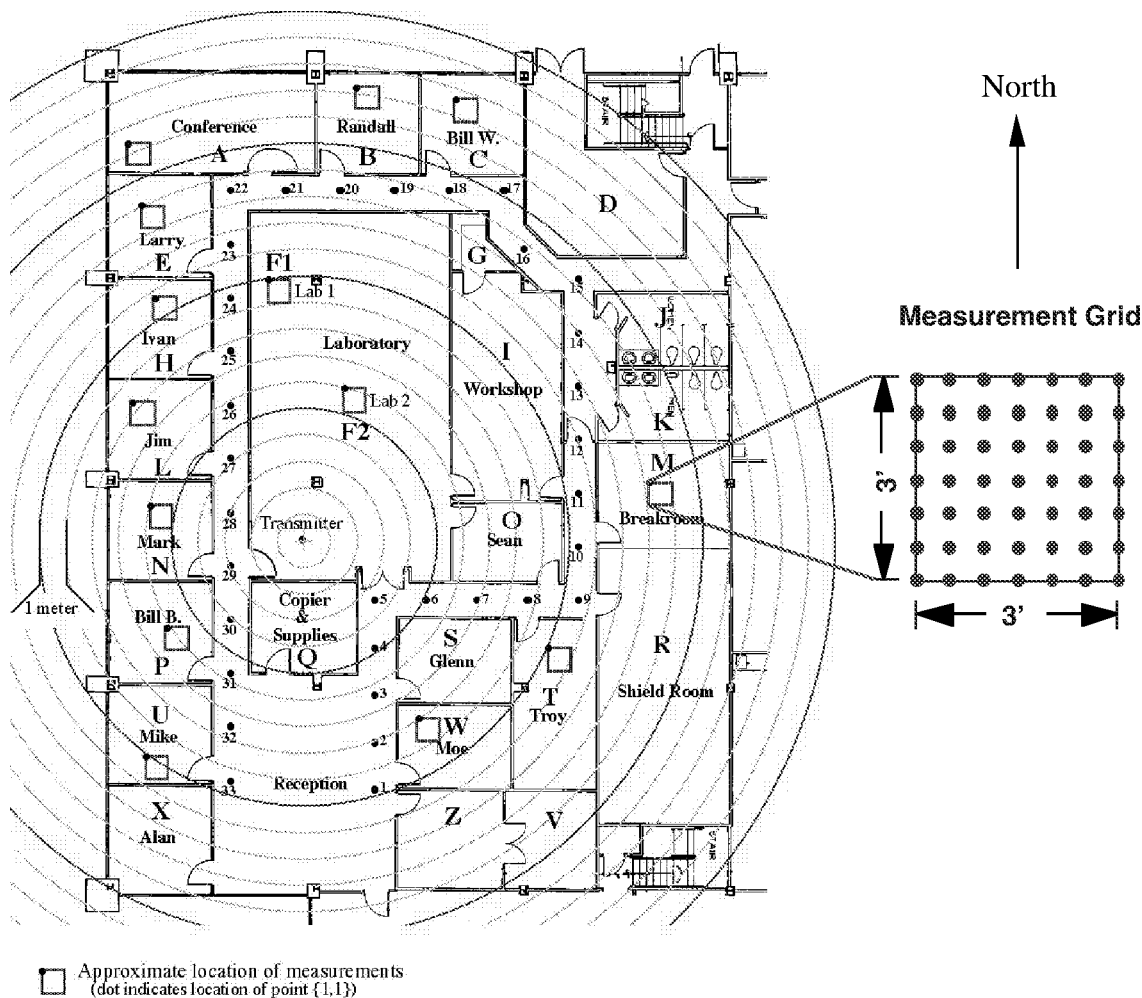 North
Measurement Grid
3'
3'
Conference
A
Randall
B
Bill W.
C
STAIR
D
22
21
20
19
18
17
Larry
E
23
F1
Lab 1
G
16
Ivan
H
24
25
Laboratory
I
Workshop
14
13
12
J
K
Jim
L
26
27
Lab 2
F2
M
Breakroom
Mark
N
28
29
Transmitter
O
Sean
11
10
1 meter
Bill B.
P
30
31
Copier
&
Supplies
Q
5
6
7
8
9
4
3
2
1
S
Glenn
T
Troy
R
Shield Room
U
Mike
32
33
W
Moe
Reception
X
Alan
Z
V
STAIR
Approximate location of measurements
(dot indicates location of point {1,1})